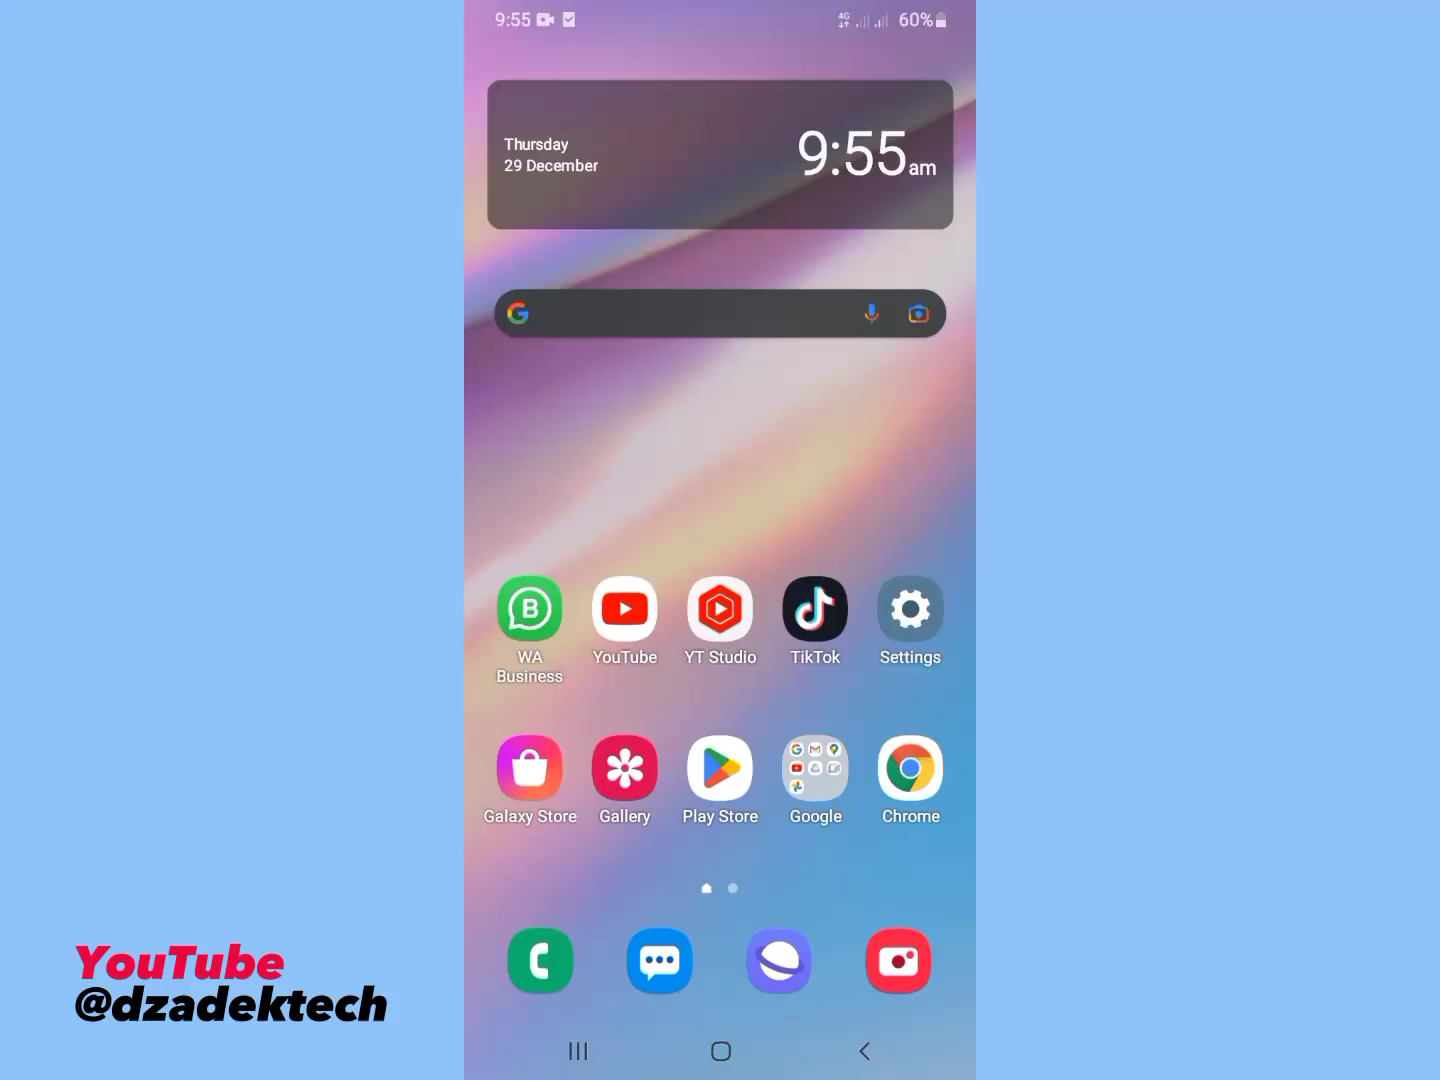 9:55
4G
60%
Thursday
29 December
9:55am
WA Business
YouTube
YT Studio
TikTok
Settings
Galaxy Store
Gallery
Play Store
Google
Chrome
YouTube
@dzadektech